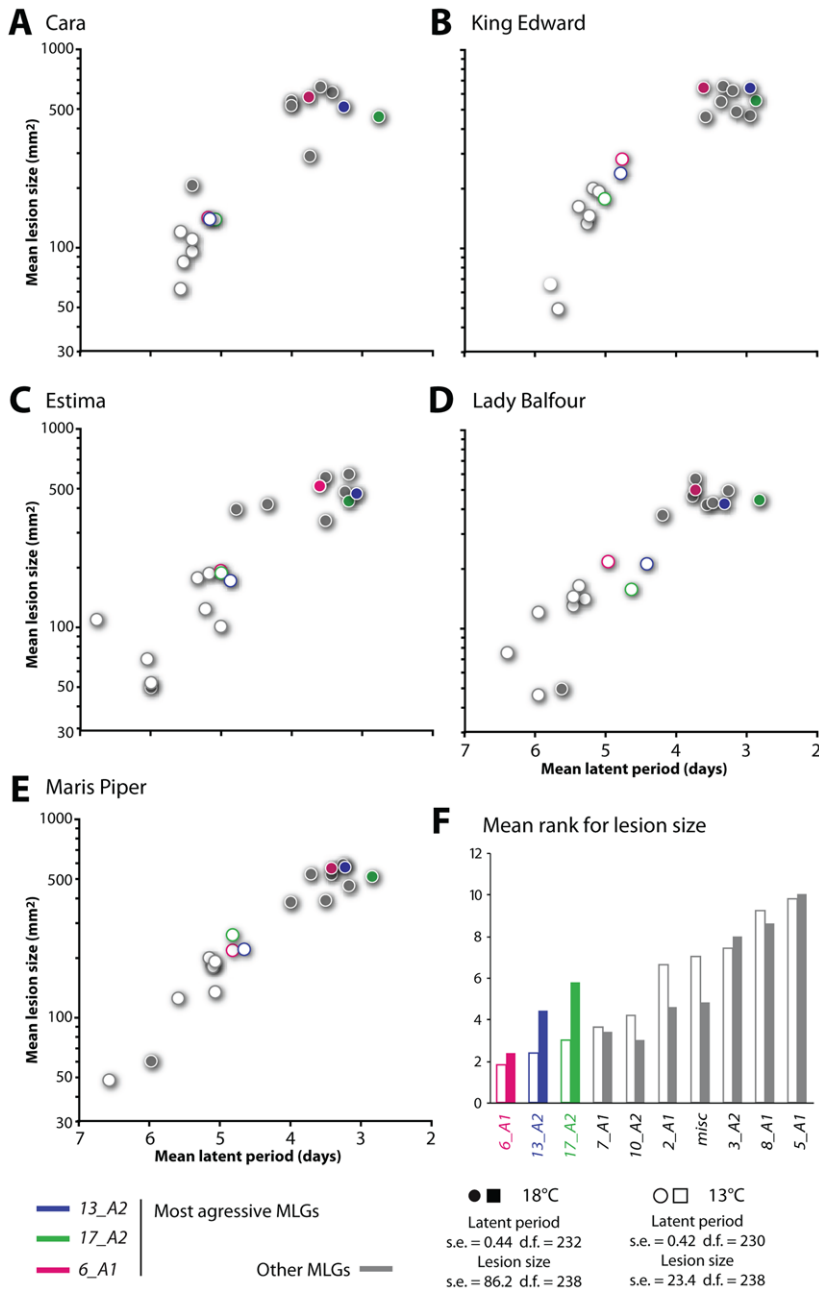 A Cara
B King Edward
1000
500
100
50
30
Mean lesion size (mm2)
C Estima
D Lady Balfour
1000
500
100
50
30
Mean lesion size (mm2)
7 6 5 4 3 2
Mean latent period (days)
E Maris Piper
1000
500
100
50
30
Mean lesion size (mm2)
7 6 5 4 3 2
Mean latent period (days)
F Mean rank for lesion size
12
10
8
6
4
2
0
6_A1
13_A2
17_A2
7_A1
10_A2
2_A1
misc
3_A2
8_A1
5_A1
13_A2
17_A2
6_A1
Most agressive MLGs
Other MLGs
18°C
Latent period
s.e. = 0.44 d.f. = 232
Lesion size
s.e. = 86.2 d.f. = 238
13°C
Latent period
s.e. = 0.42 d.f. = 230
Lesion size
s.e. = 23.4 d.f. = 238